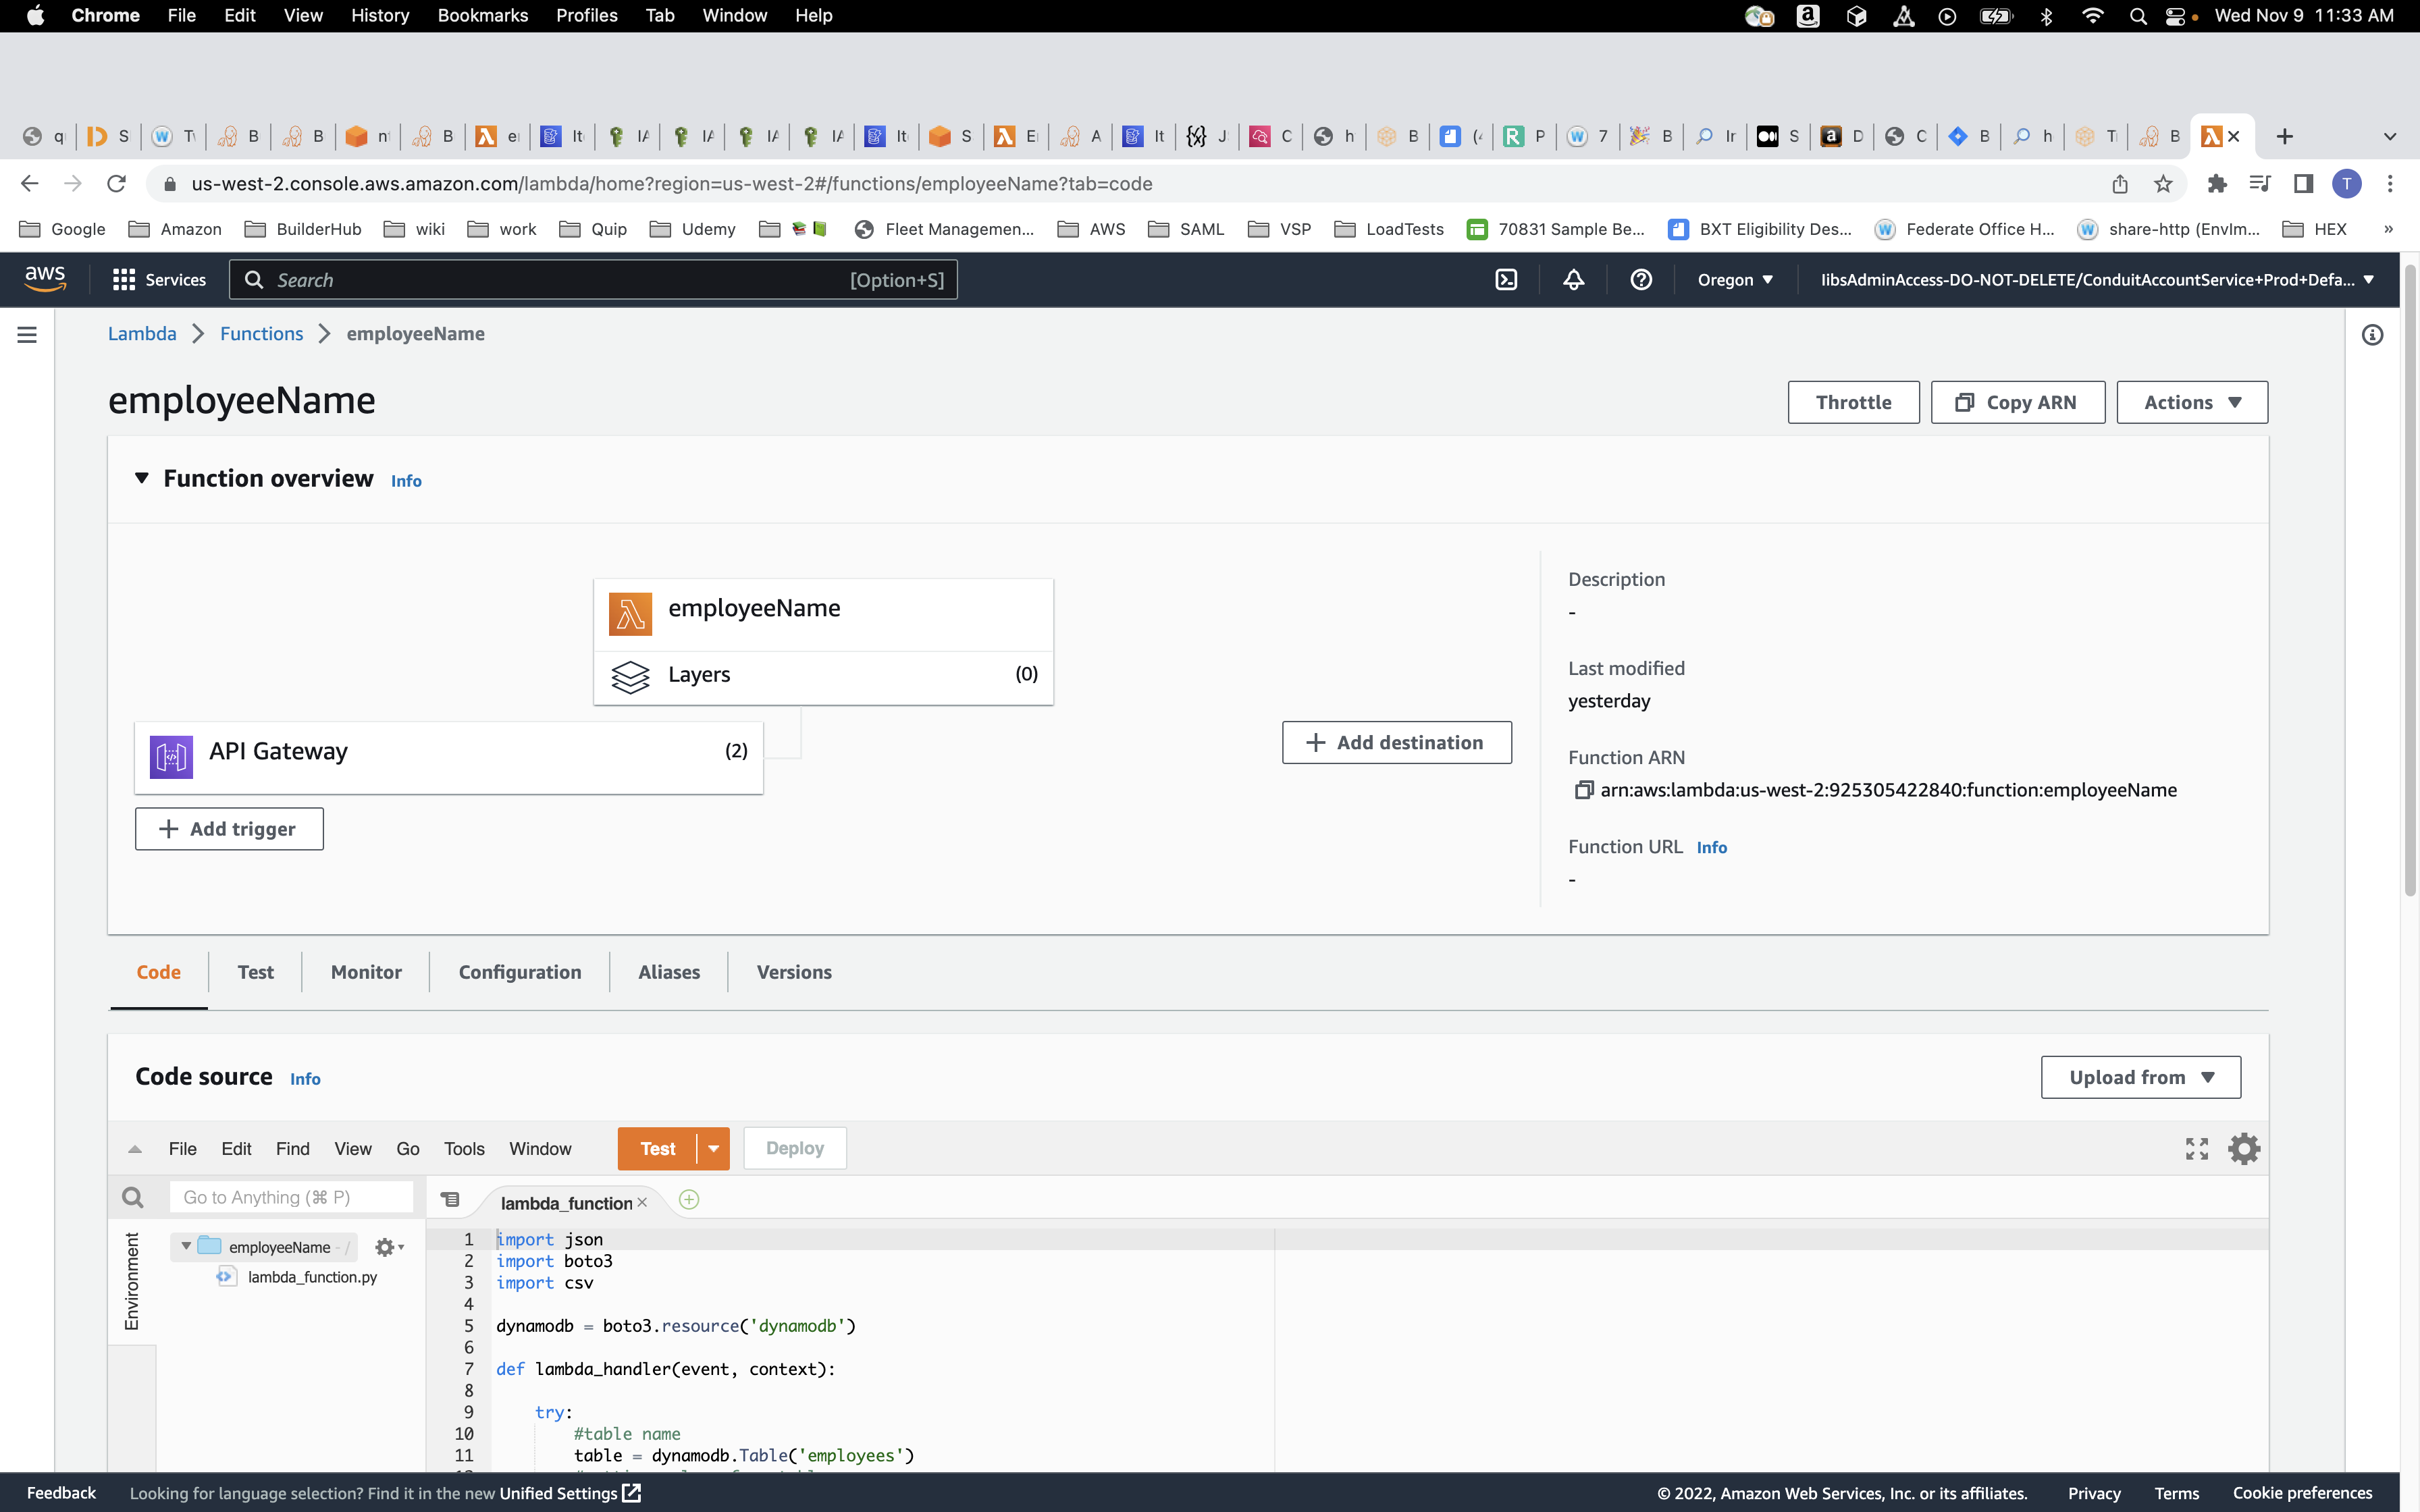 Chrome File Edit View History Bookmarks Profiles Tab Window Help Wed Nov 9 11:33 AM
us-west-2.console.aws.amazon.com/lambda/home?region=us-west-2#/functions/employeeName?tab=code
Google Amazon BuilderHub wiki work Quip Udemy Fleet Managemen... AWS SAML VSP LoadTests 70831 Sample Be... BXT Eligibility Des... Federate Office H... share-http (EnvIm... HEX »
aws Services Search [Option+S] Oregon IibsAdminAccess-DO-NOT-DELETE/ConduitAccountService+Prod+Defa...
Lambda Functions employeeName
employeeName
Throttle Copy ARN Actions
Function overview Info
employeeName
Layers (0)
API Gateway (2)
Add trigger
Add destination
Description
-
Last modified
yesterday
Function ARN
arn:aws:lambda:us-west-2:925305422840:function:employeeName
Function URL Info
-
Code Test Monitor Configuration Aliases Versions
Code source Info
Upload from
File Edit Find View Go Tools Window Test Deploy
Go to Anything (⌘ P)
lambda_function
Environment
employeeName - /
lambda_function.py
1 import json
2 import boto3
3 import csv
4
5 dynamodb = boto3.resource('dynamodb')
6
7 def lambda_handler(event, context):
8
9 try:
10 #table name
11 table = dynamodb.Table('employees')
Feedback Looking for language selection? Find it in the new Unified Settings
© 2022, Amazon Web Services, Inc. or its affiliates. Privacy Terms Cookie preferences